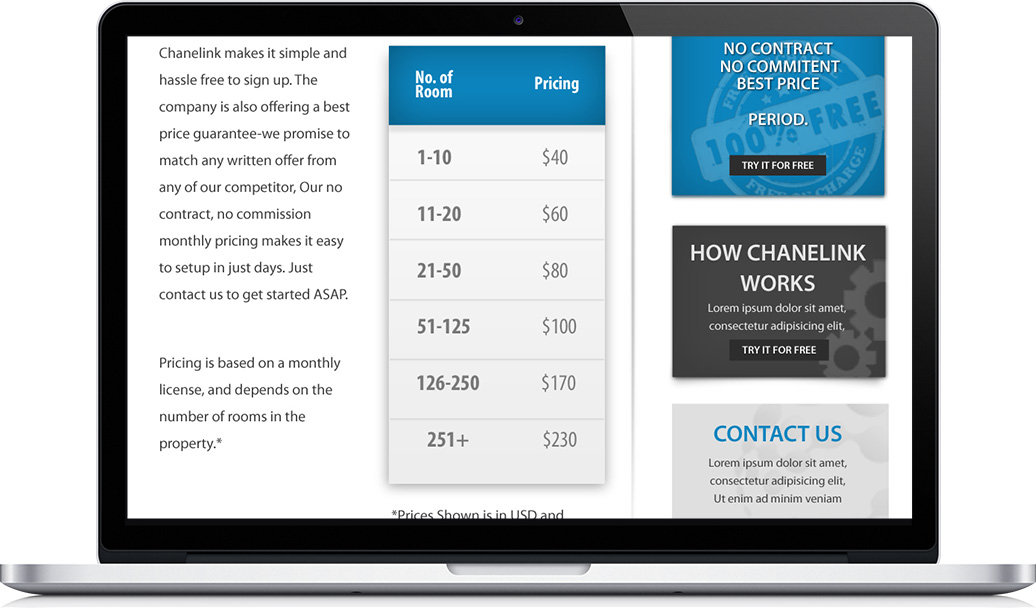 Chanelink makes it simple and
hassle free to sign up. The
company is also offering a best
price guarantee-we promise to
match any written offer from
any of our competitor, Our no
contract, no commission
monthly pricing makes it easy
to setup in just days. Just
contact us to get started ASAP.
Pricing is based on a monthly
license, and depends on the
number of rooms in the
property.*
No. of
Room
Pricing
1-10 $40
11-20 $60
21-50 $80
51-125 $100
126-250 $170
251+ $230
*Prices Shown is in USD and
NO CONTRACT
NO COMMITENT
BEST PRICE
PERIOD.
100% FREE
FREE OF CHARGE
TRY IT FOR FREE
HOW CHANELINK
WORKS
Lorem ipsum dolor sit amet,
consectetur adipisicing elit,
TRY IT FOR FREE
CONTACT US
Lorem ipsum dolor sit amet,
consectetur adipisicing elit,
Ut enim ad minim veniam